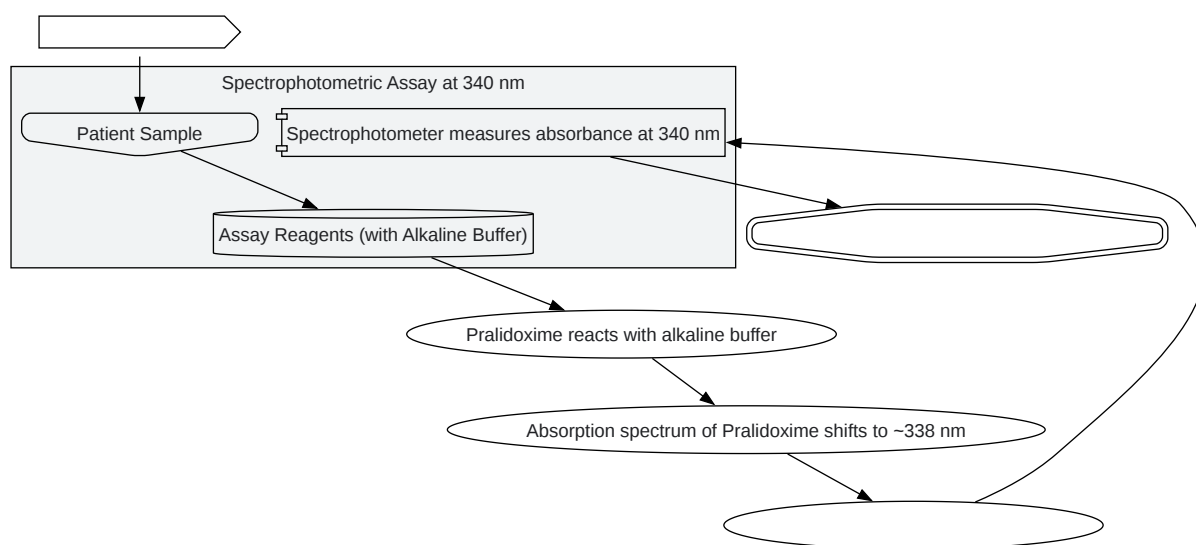 Spectrophotometric Assay at 340 nm
Patient Sample
Spectrophotometer measures absorbance at 340 nm
Assay Reagents (with Alkaline Buffer)
Pralidoxime reacts with alkaline buffer
Absorption spectrum of Pralidoxime shifts to ~338 nm